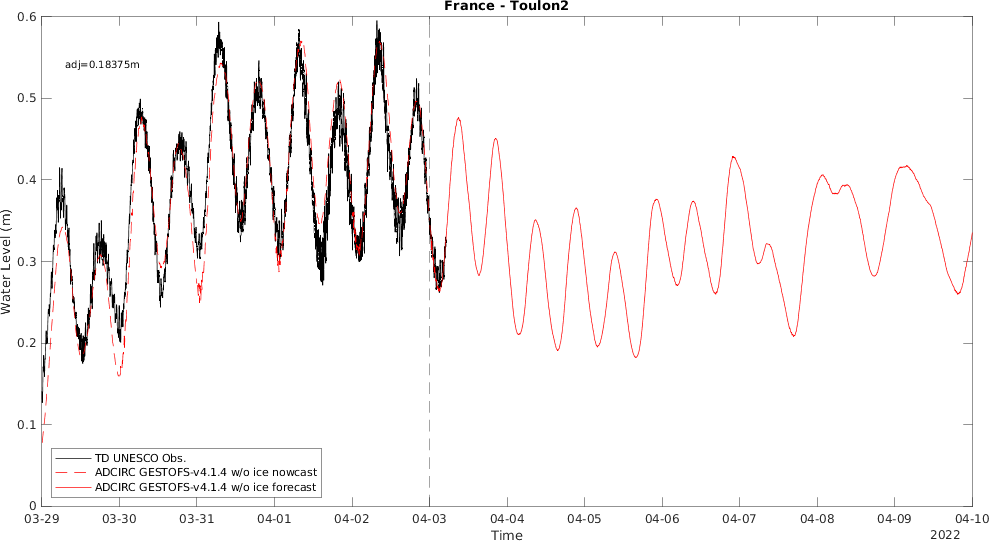 France - Toulon2
adj=0.18375m
0.6
0.5
0.4
0.3
0.2
0.1
0
Water Level (m)
TD UNESCO Obs.
ADCIRC GESTOFS-v4.1.4 w/o ice nowcast
ADCIRC GESTOFS-v4.1.4 w/o ice forecast
03-29 03-30 03-31 04-01 04-02 04-03 04-04 04-05 04-06 04-07 04-08 04-09 04-10
Time
2022